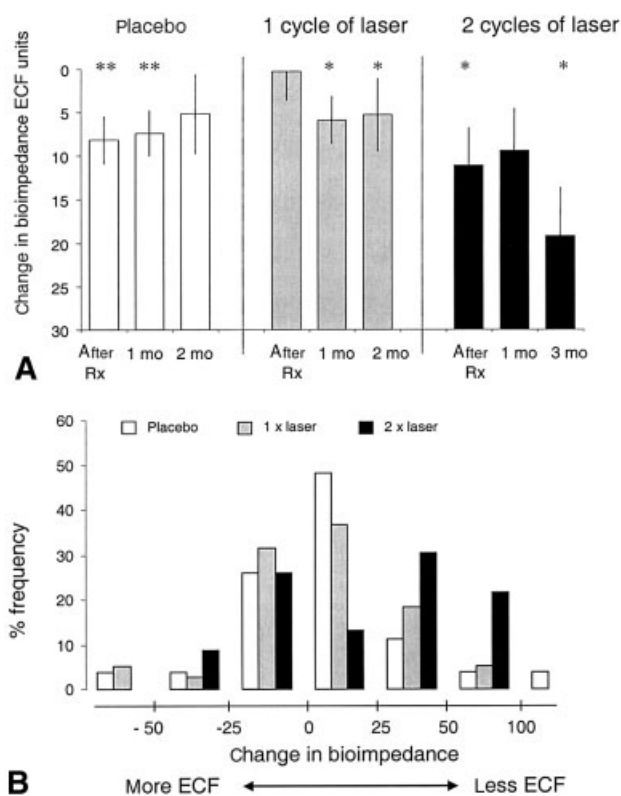 Placebo 1 cycle of laser 2 cycles of laser
Change in bioimpedance ECF units
0
5
10
15
20
25
30
** ** * * * *
After Rx 1 mo 2 mo After Rx 1 mo 2 mo After Rx 1 mo 3 mo
A
% frequency
60
50
40
30
20
10
0
Placebo 1 x laser 2 x laser
- 50 -25 0 25 50 100
Change in bioimpedance
B More ECF Less ECF